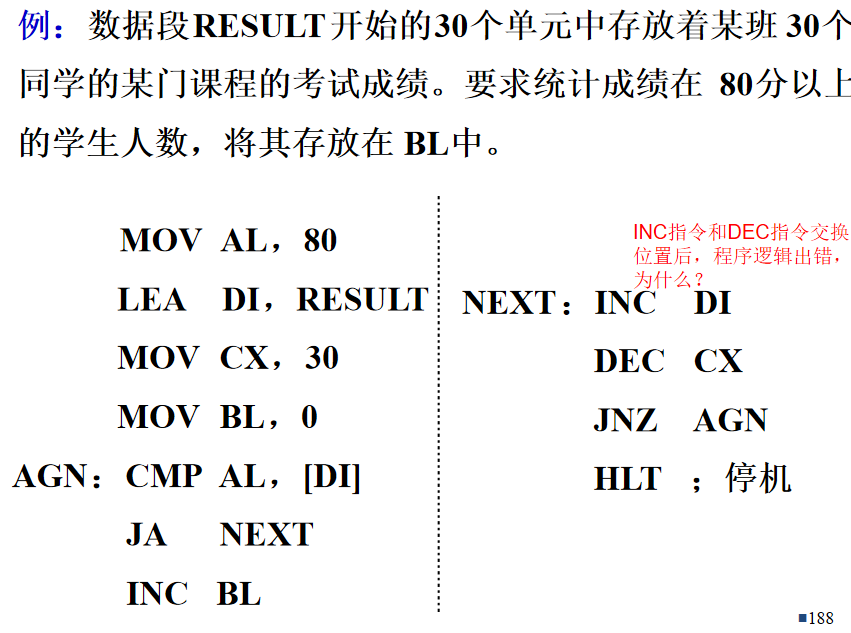 例：数据段RESULT开始的30个单元中存放着某班 30个
同学的某门课程的考试成绩。要求统计成绩在 80分以上
的学生人数，将其存放在 BL中。
MOV AL，80
LEA DI，RESULT
MOV CX，30
MOV BL，0
AGN：CMP AL，[DI]
JA NEXT
INC BL
INC指令和DEC指令交换
位置后，程序逻辑出错，
为什么？
NEXT：INC DI
DEC CX
JNZ AGN
HLT ；停机
188